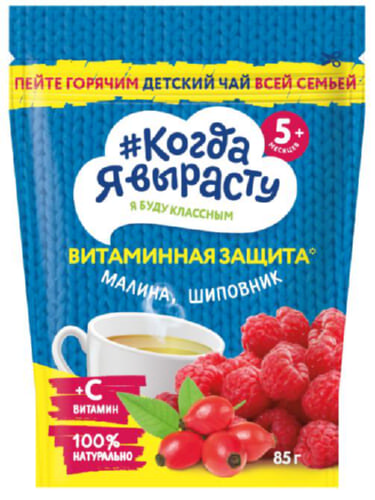 ПЕЙТЕ ГОРЯЧИМ ДЕТСКИЙ ЧАЙ ВСЕЙ СЕМЬЕЙ
#Когда
Я вырасту
Я БУДУ КЛАССНЫМ
5+
МЕСЯЦЕВ
ВИТАМИННАЯ ЗАЩИТА*
МАЛИНА, ШИПОВНИК
+С
ВИТАМИН
100%
НАТУРАЛЬНО
85 г